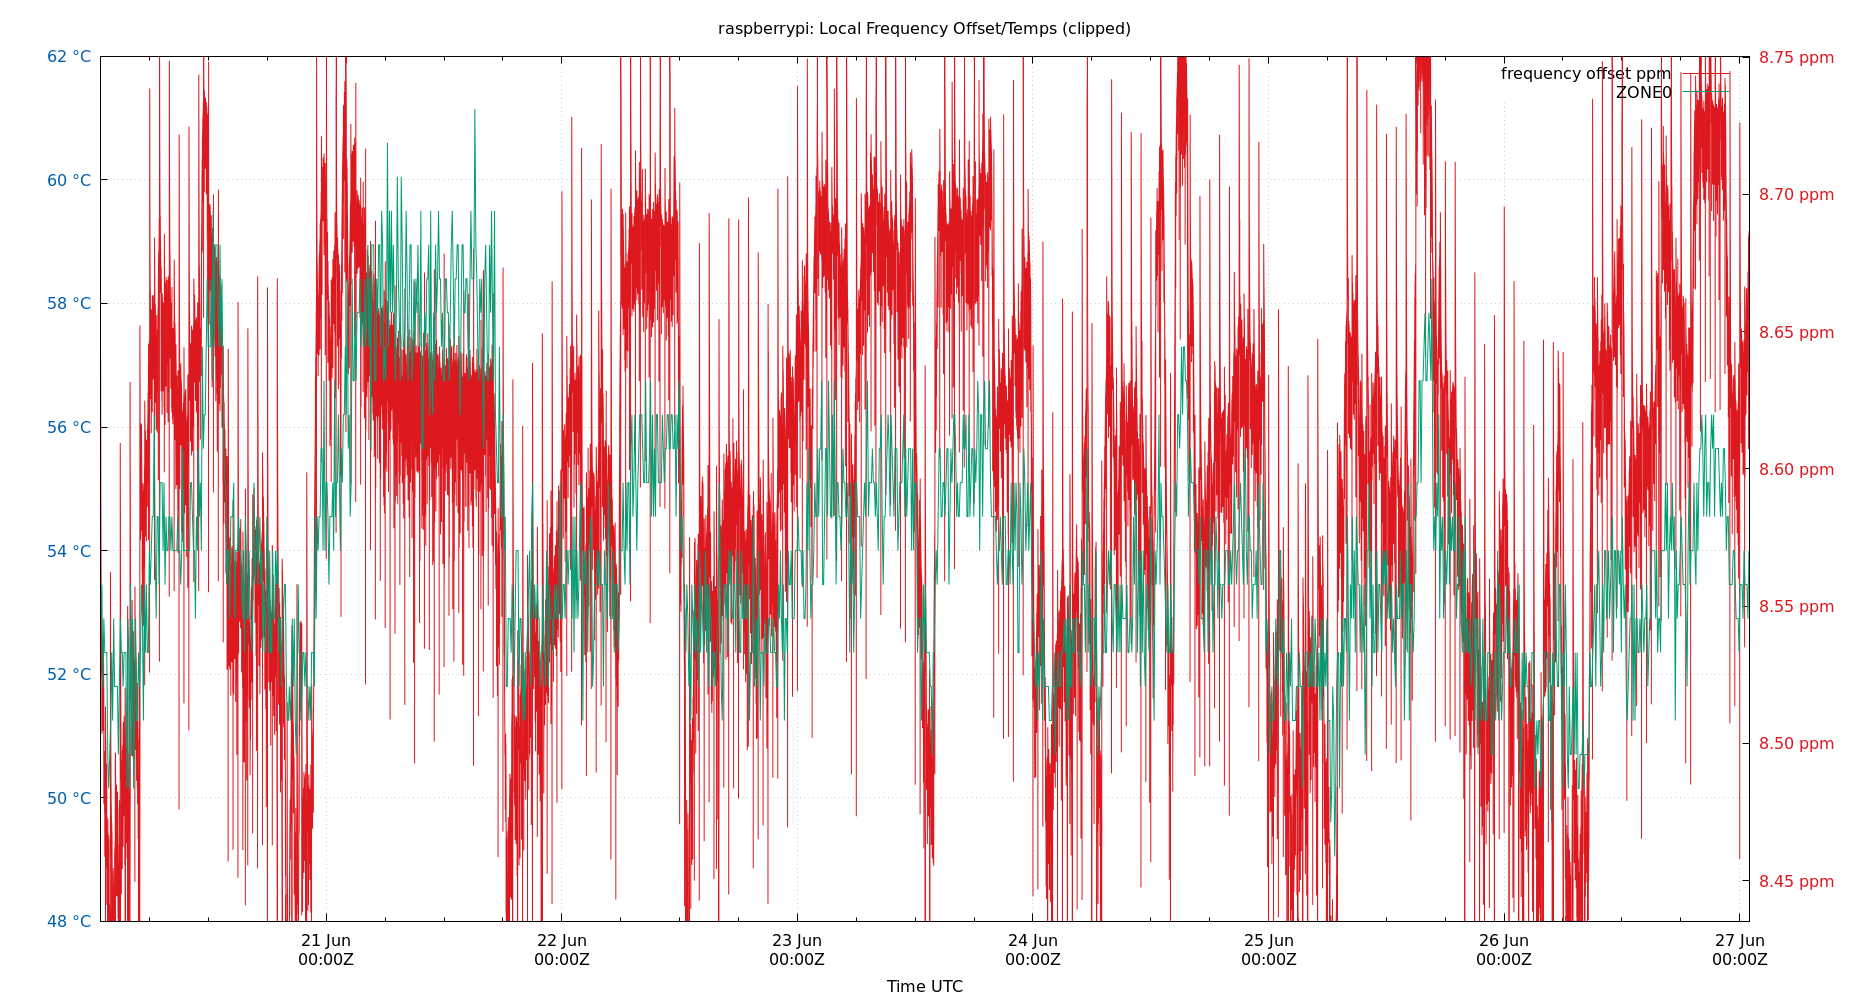 raspberrypi: Local Frequency Offset/Temps (clipped)
62 °C
60 °C
58 °C
56 °C
54 °C
52 °C
50 °C
48 °C
8.75 ppm
8.70 ppm
8.65 ppm
8.60 ppm
8.55 ppm
8.50 ppm
8.45 ppm
frequency offset ppm
ZONE0
21 Jun
00:00Z
22 Jun
00:00Z
23 Jun
00:00Z
24 Jun
00:00Z
25 Jun
00:00Z
26 Jun
00:00Z
27 Jun
00:00Z
Time UTC